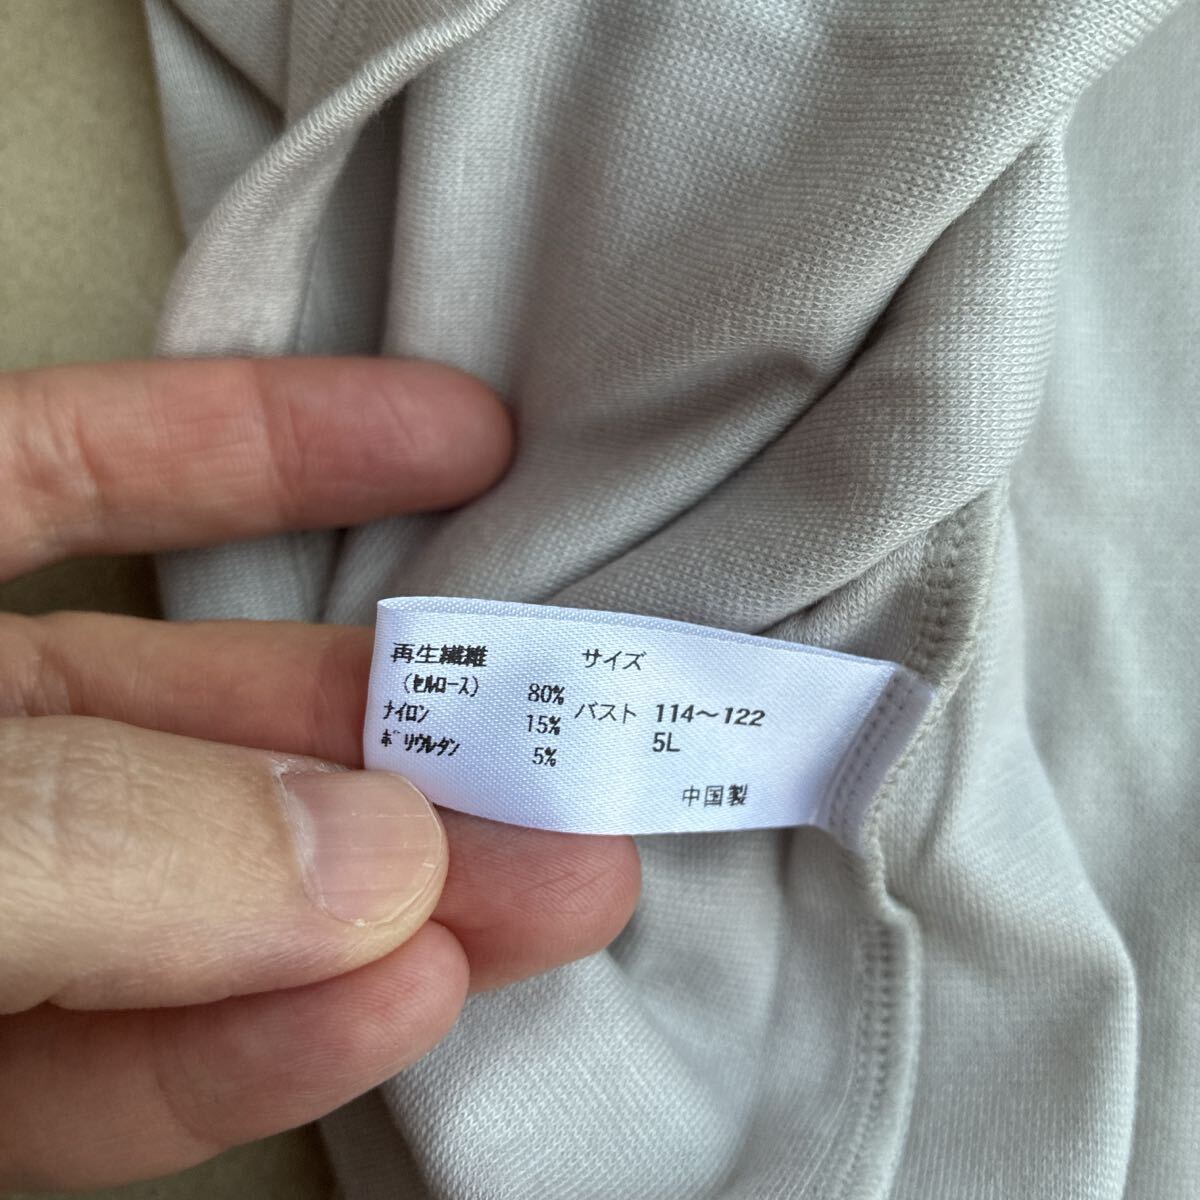 再生繊維
(セルロース) 80%
ナイロン 15%
ポリウレタン 5%
サイズ
バスト 114～122
5L
中国製